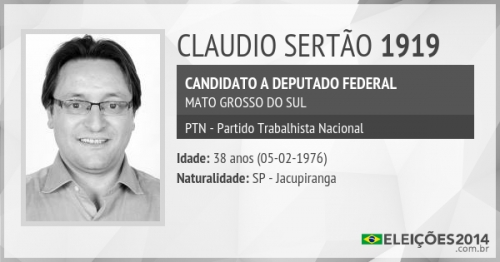 CLAUDIO SERTÃO 1919
CANDIDATO A DEPUTADO FEDERAL
MATO GROSSO DO SUL
PTN - Partido Trabalhista Nacional
Idade: 38 anos (05-02-1976)
Naturalidade: SP - Jacupiranga
ELEIÇÕES2014
.com.br